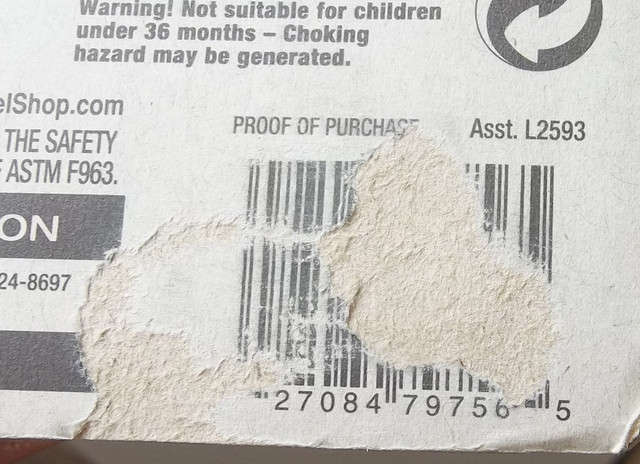 Warning! Not suitable for children
under 36 months – Choking
hazard may be generated.
elShop.com
THE SAFETY
ASTM F963.
PROOF OF PURCHASE
Asst. L2593
ON
24-8697
27084 79756 5